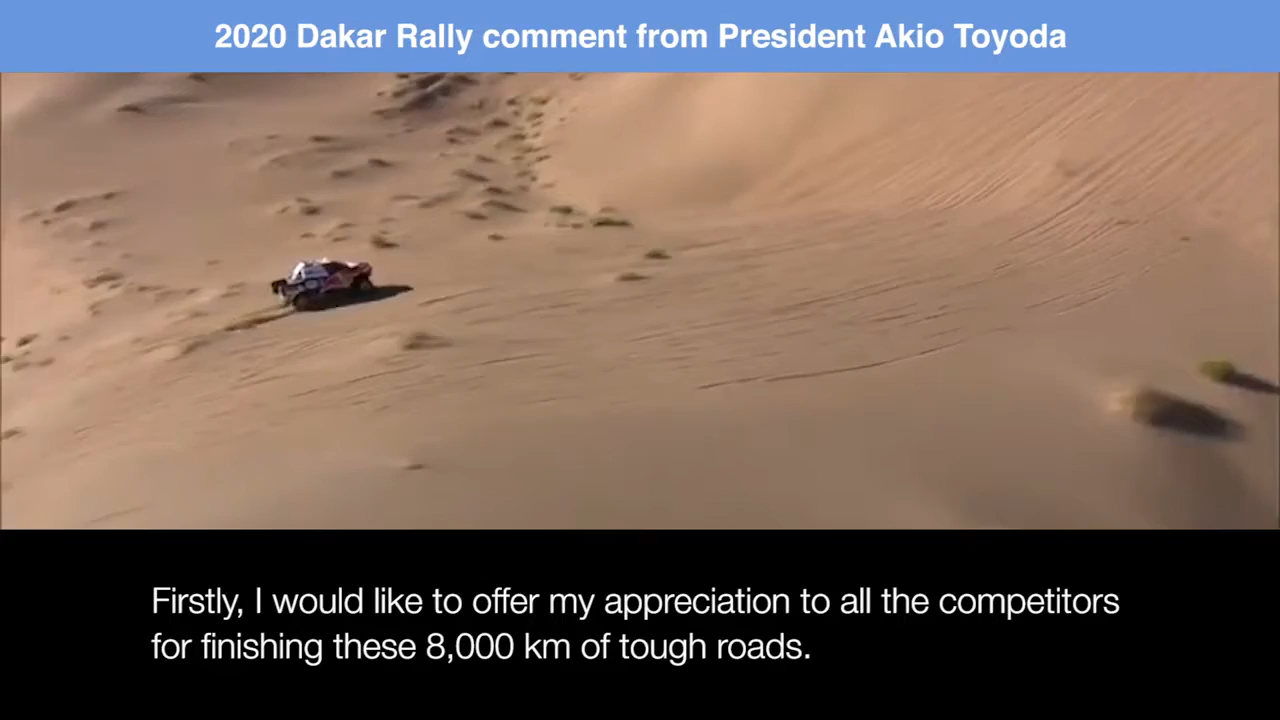 2020 Dakar Rally comment from President Akio Toyoda
Firstly, I would like to offer my appreciation to all the competitors
for finishing these 8,000 km of tough roads.